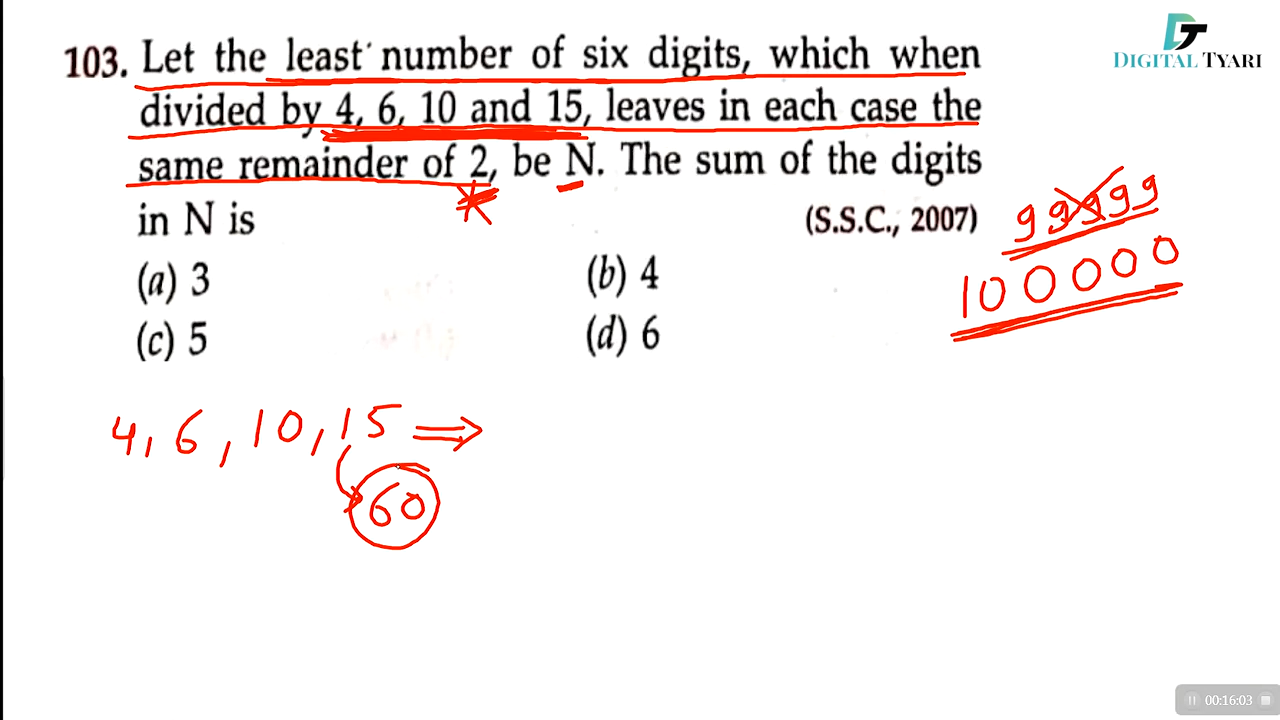 DIGITAL TYARI
103. Let the least number of six digits, which when
divided by 4, 6, 10 and 15, leaves in each case the
same remainder of 2, be N. The sum of the digits
in N is (S.S.C., 2007)
99999
100000
(a) 3 (b) 4
(c) 5 (d) 6
4, 6, 10, 15 ⇒
60
00:16:03